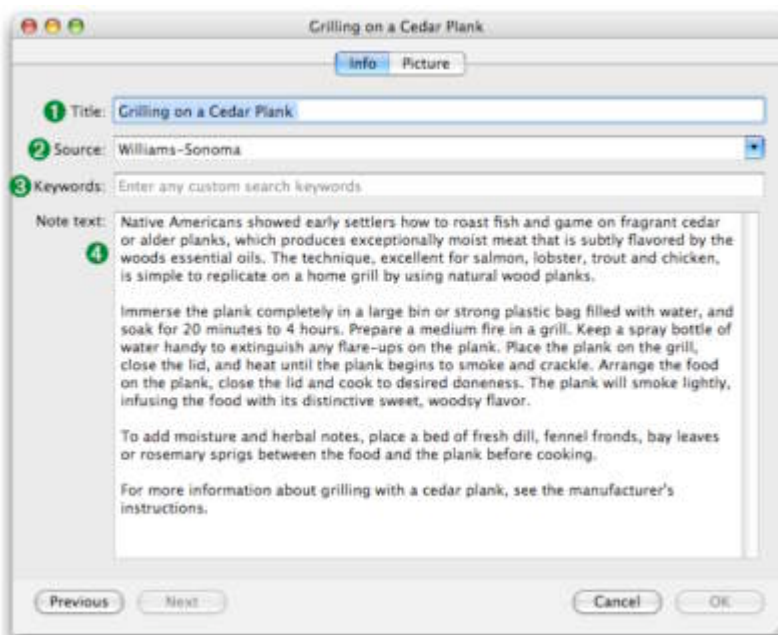 Grilling on a Cedar Plank
Info Picture
1 Title: Grilling on a Cedar Plank
2 Source: Williams-Sonoma
3 Keywords: Enter any custom search keywords
Note text: Native Americans showed early settlers how to roast fish and game on fragrant cedar
4 or alder planks, which produces exceptionally moist meat that is subtly flavored by the
woods essential oils. The technique, excellent for salmon, lobster, trout and chicken,
is simple to replicate on a home grill by using natural wood planks.
Immerse the plank completely in a large bin or strong plastic bag filled with water, and
soak for 20 minutes to 4 hours. Prepare a medium fire in a grill. Keep a spray bottle of
water handy to extinguish any flare-ups on the plank. Place the plank on the grill,
close the lid, and heat until the plank begins to smoke and crackle. Arrange the food
on the plank, close the lid and cook to desired doneness. The plank will smoke lightly,
infusing the food with its distinctive sweet, woodsy flavor.
To add moisture and herbal notes, place a bed of fresh dill, fennel fronds, bay leaves
or rosemary sprigs between the food and the plank before cooking.
For more information about grilling with a cedar plank, see the manufacturer's
instructions.
Previous Next Cancel OK